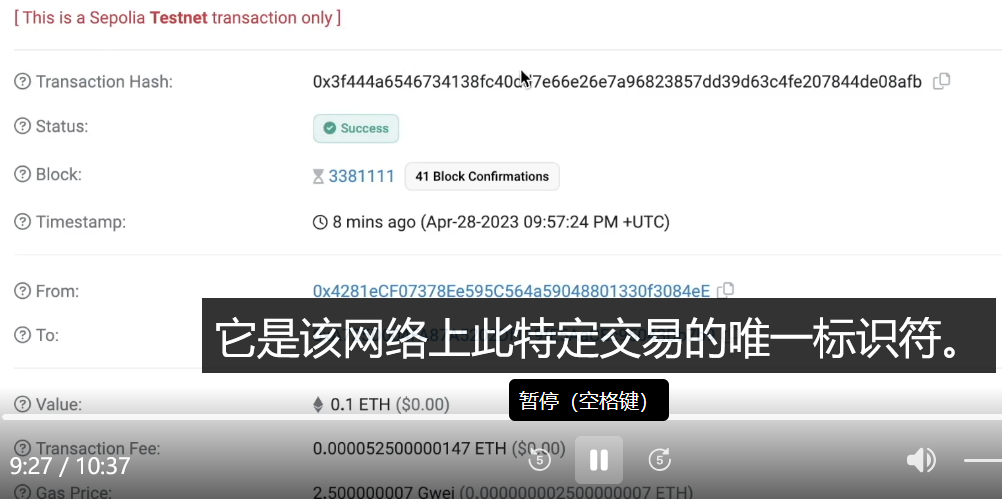 [ This is a Sepolia Testnet transaction only ]
Transaction Hash:
Status: Success
Block: 3381111 41 Block Confirmations
Timestamp: 8 mins ago (Apr-28-2023 09:57:24 PM +UTC)
From: 0x4281eCF07378Ee595C564a59048801330f3084eE
To:
它是该网络上此特定交易的唯一标识符。
暂停（空格键）
Value: 0.1 ETH ($0.00)
Transaction Fee: 0.000052500000147 ETH ($0.00)
9:27 / 10:37 5 5
Gas Price: 2.500000007 Gwei (0.000000002500000007 ETH)